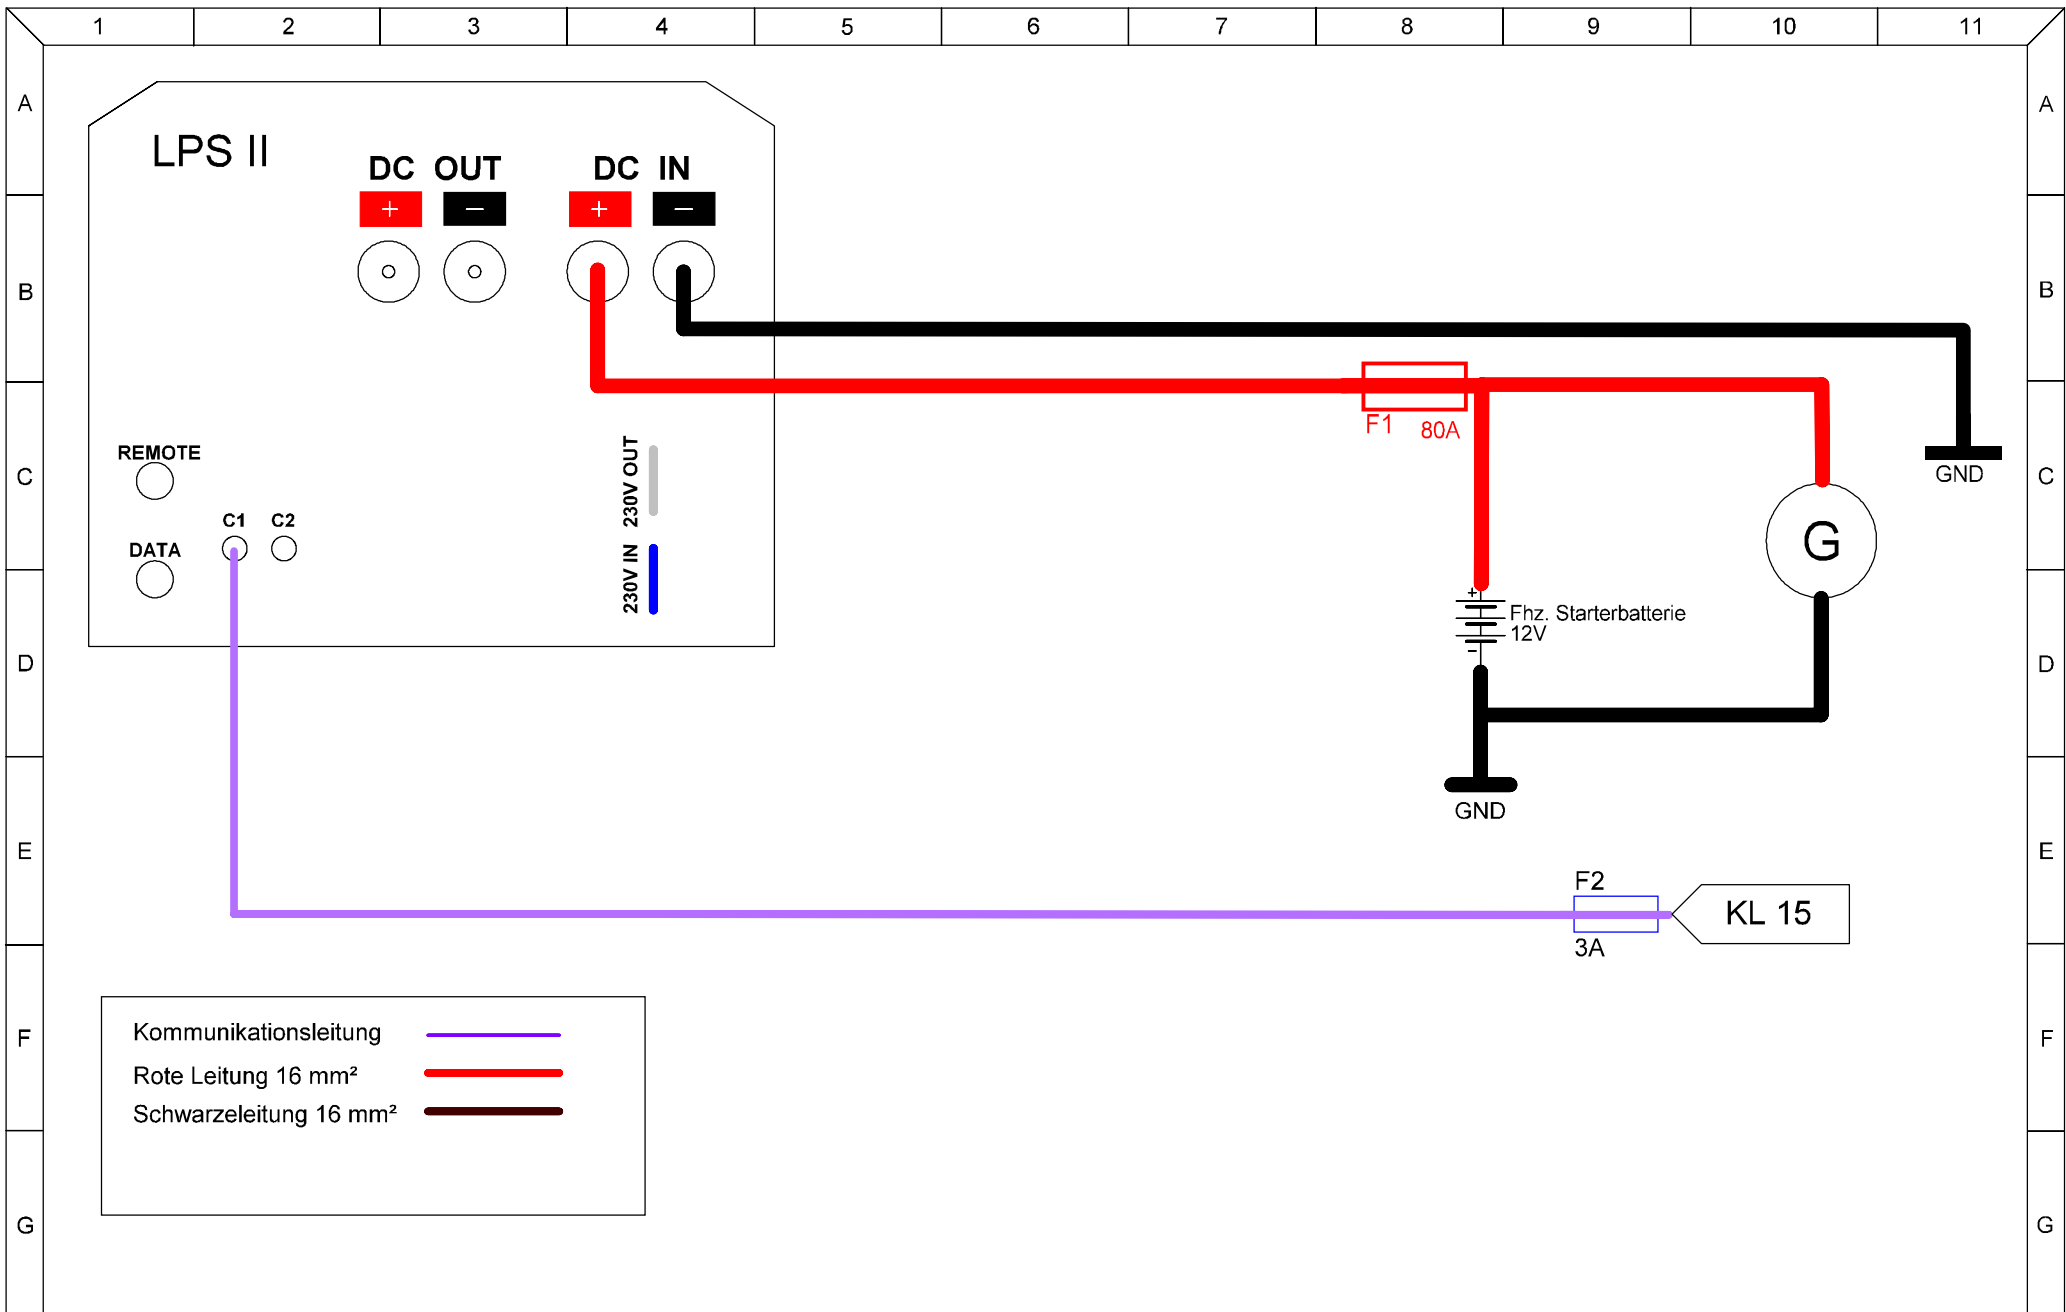 1 2 3 4 5 6 7 8 9 10 11
A A
LPS II
DC OUT DC IN
+ − + −
B B
F1 80A
REMOTE
230V OUT
C C
GND
C1 C2
G
DATA
230V IN
+
Fhz. Starterbatterie
12V
−
D D
GND
E E
F2
KL 15
3A
Kommunikationsleitung
F F
Rote Leitung 16 mm²
Schwarzeleitung 16 mm²
G G